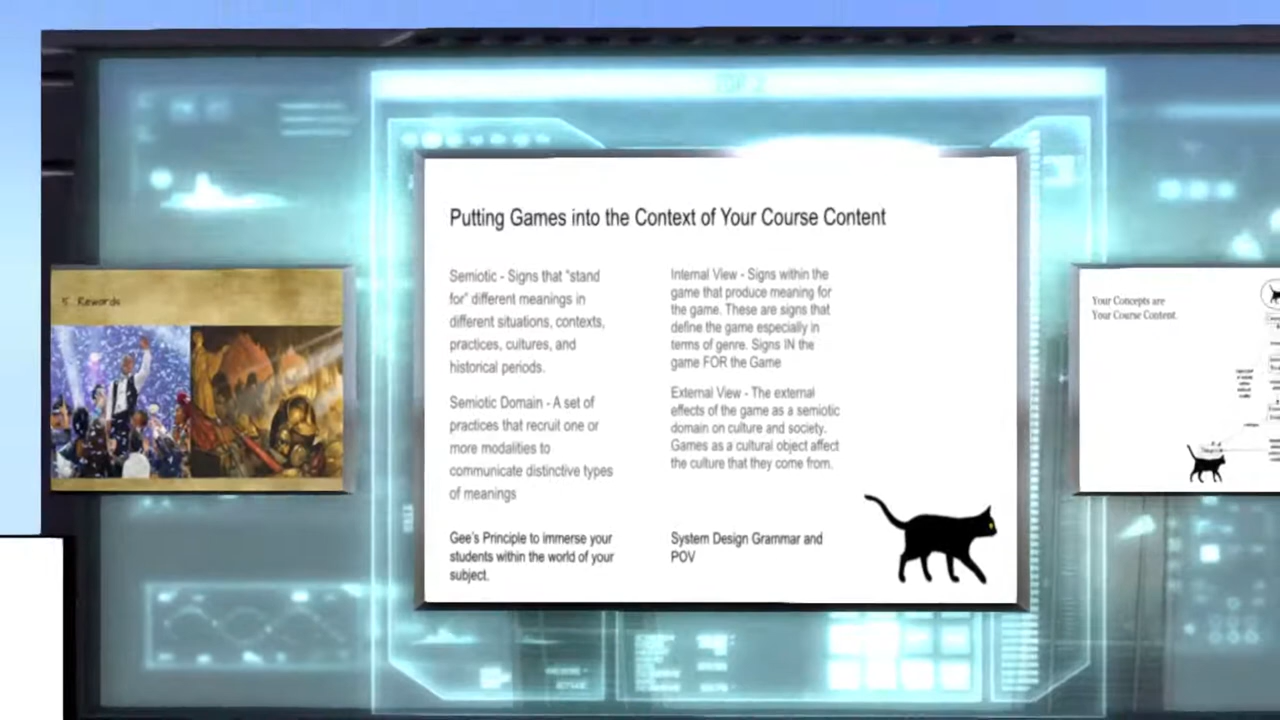 Putting Games into the Context of Your Course Content
Semiotic - Signs that "stand
for" different meanings in
different situations, contexts,
practices, cultures, and
historical periods.
Semiotic Domain - A set of
practices that recruit one or
more modalities to
communicate distinctive types
of meanings
Gee's Principle to immerse your
students within the world of your
subject.
Internal View - Signs within the
game that produce meaning for
the game. These are signs that
define the game especially in
terms of genre. Signs IN the
game FOR the Game
External View - The external
effects of the game as a semiotic
domain on culture and society.
Games as a cultural object affect
the culture that they come from.
System Design Grammar and
POV
5. Rewards
Your Concepts are
Your Course Content.